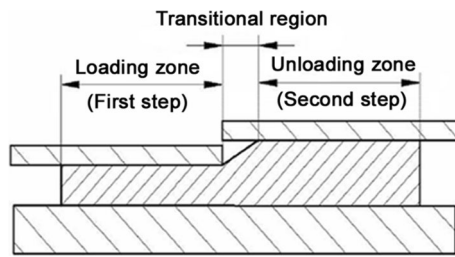 Transitional region
Loading zone
(First step)
Unloading zone
(Second step)